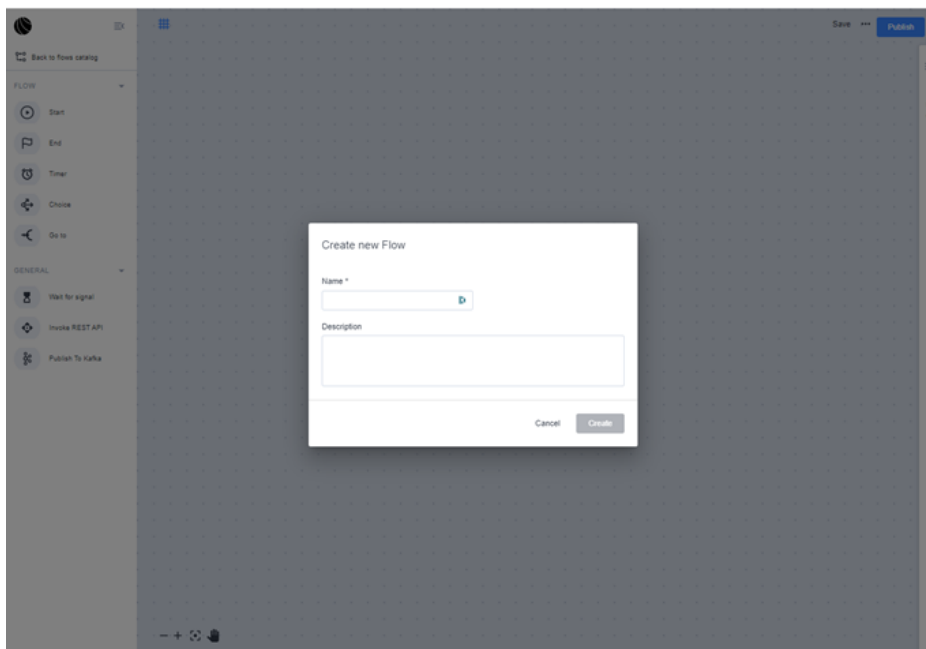 Save
Publish
Back to flows catalog
FLOW
Start
End
Timer
Choice
Go to
GENERAL
Wait for signal
Invoke REST API
Publish To Kafka
Create new Flow
Name *
Description
Cancel
Create